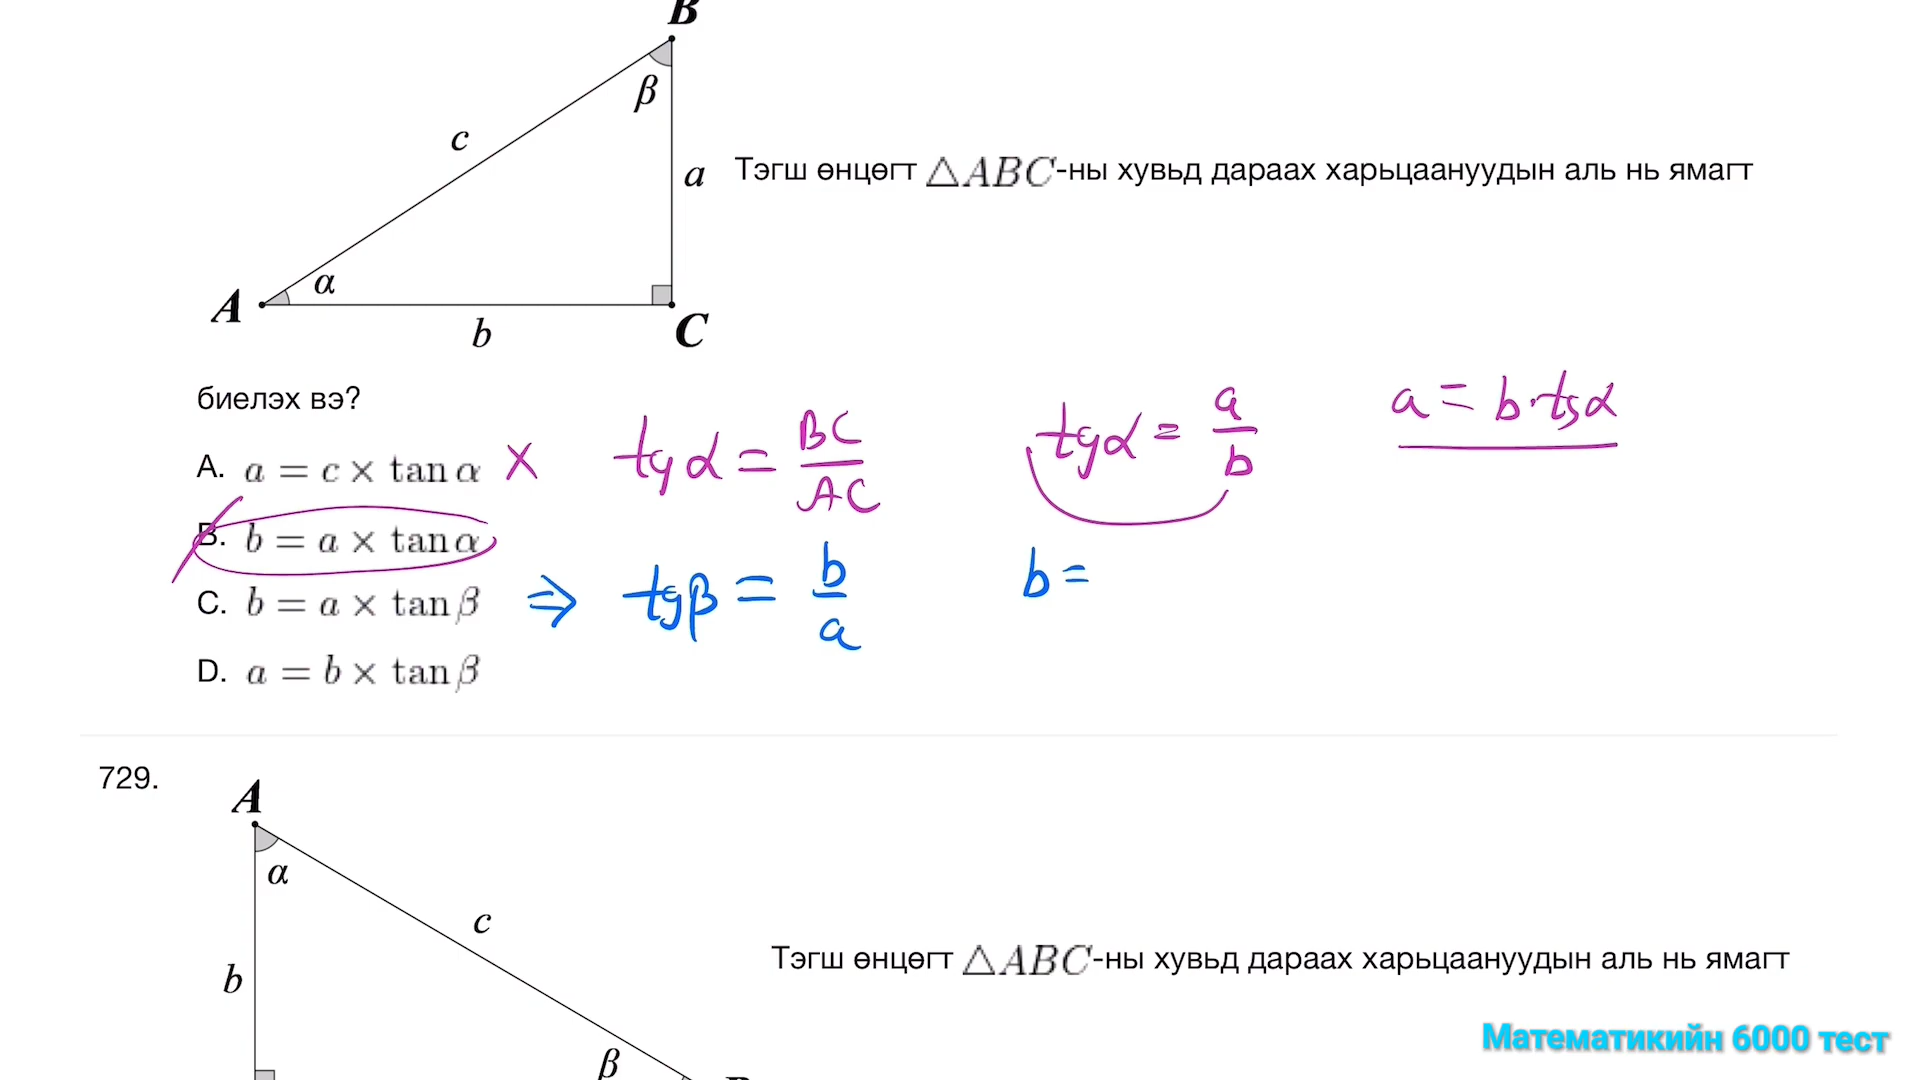 B
β
c
a
Тэгш өнцөгт △ABC-ны хувьд дараах харьцаануудын аль нь ямагт
α
A
b
C
биелэх вэ?
A. a = c × tan α ×
tgα = BC/AC
tgα = a/b
a = b·tgα
B. b = a × tan α
C. b = a × tan β ⇒ tgβ = b/a
b =
D. a = b × tan β
729.
A
α
c
b
Тэгш өнцөгт △ABC-ны хувьд дараах харьцаануудын аль нь ямагт
β
Математикийн 6000 тест